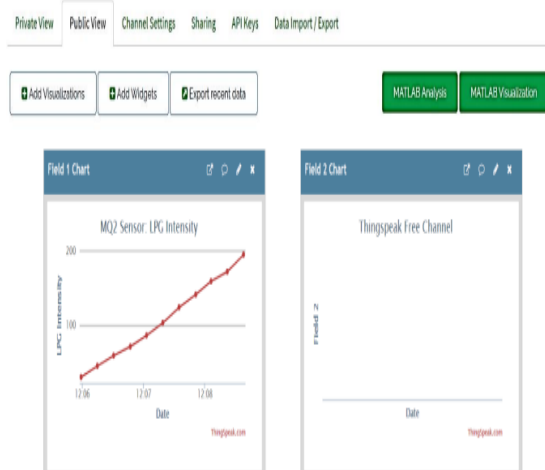 Private View Public View Channel Settings Sharing API Keys Data Import / Export
Add Visualizations Add Widgets Export recent data MATLAB Analysis MATLAB Visualization
Field 1 Chart
MQ2 Sensor: LPG Intensity
LPG Intensity
200
100
12:06 12:07 12:08
Date
ThingSpeak.com
Field 2 Chart
Thingspeak Free Channel
Field 2
Date
ThingSpeak.com